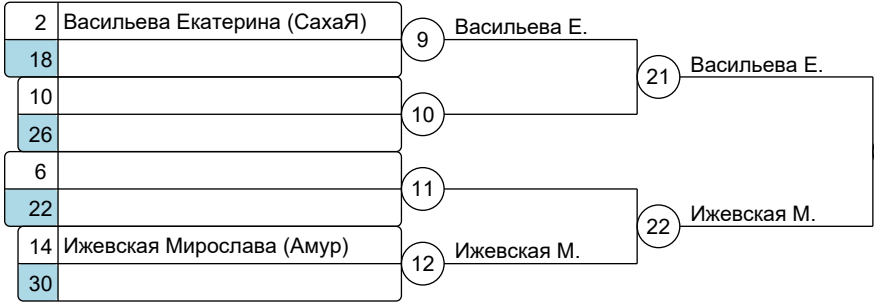 2 Васильева Екатерина (СахаЯ)
18
9 Васильева Е.
10
26
10
21 Васильева Е.
6
22
11
14 Ижевская Мирослава (Амур)
30
12 Ижевская М.
22 Ижевская М.